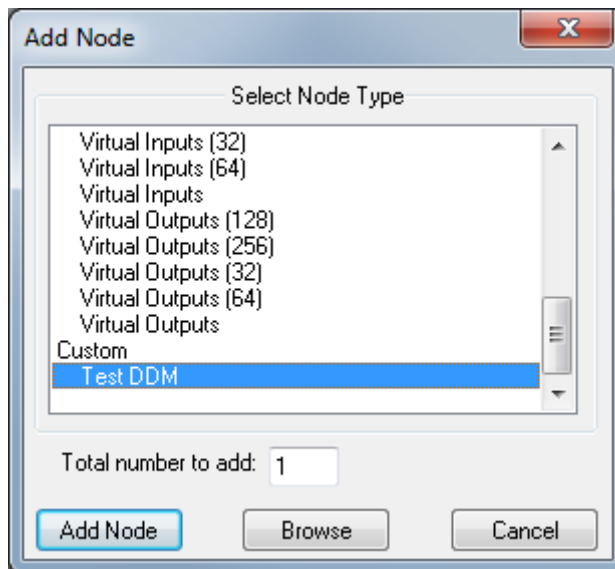 Add Node
Select Node Type
Virtual Inputs (32)
Virtual Inputs (64)
Virtual Inputs
Virtual Outputs (128)
Virtual Outputs (256)
Virtual Outputs (32)
Virtual Outputs (64)
Virtual Outputs
Custom
Test DDM
Total number to add: 1
Add Node Browse Cancel